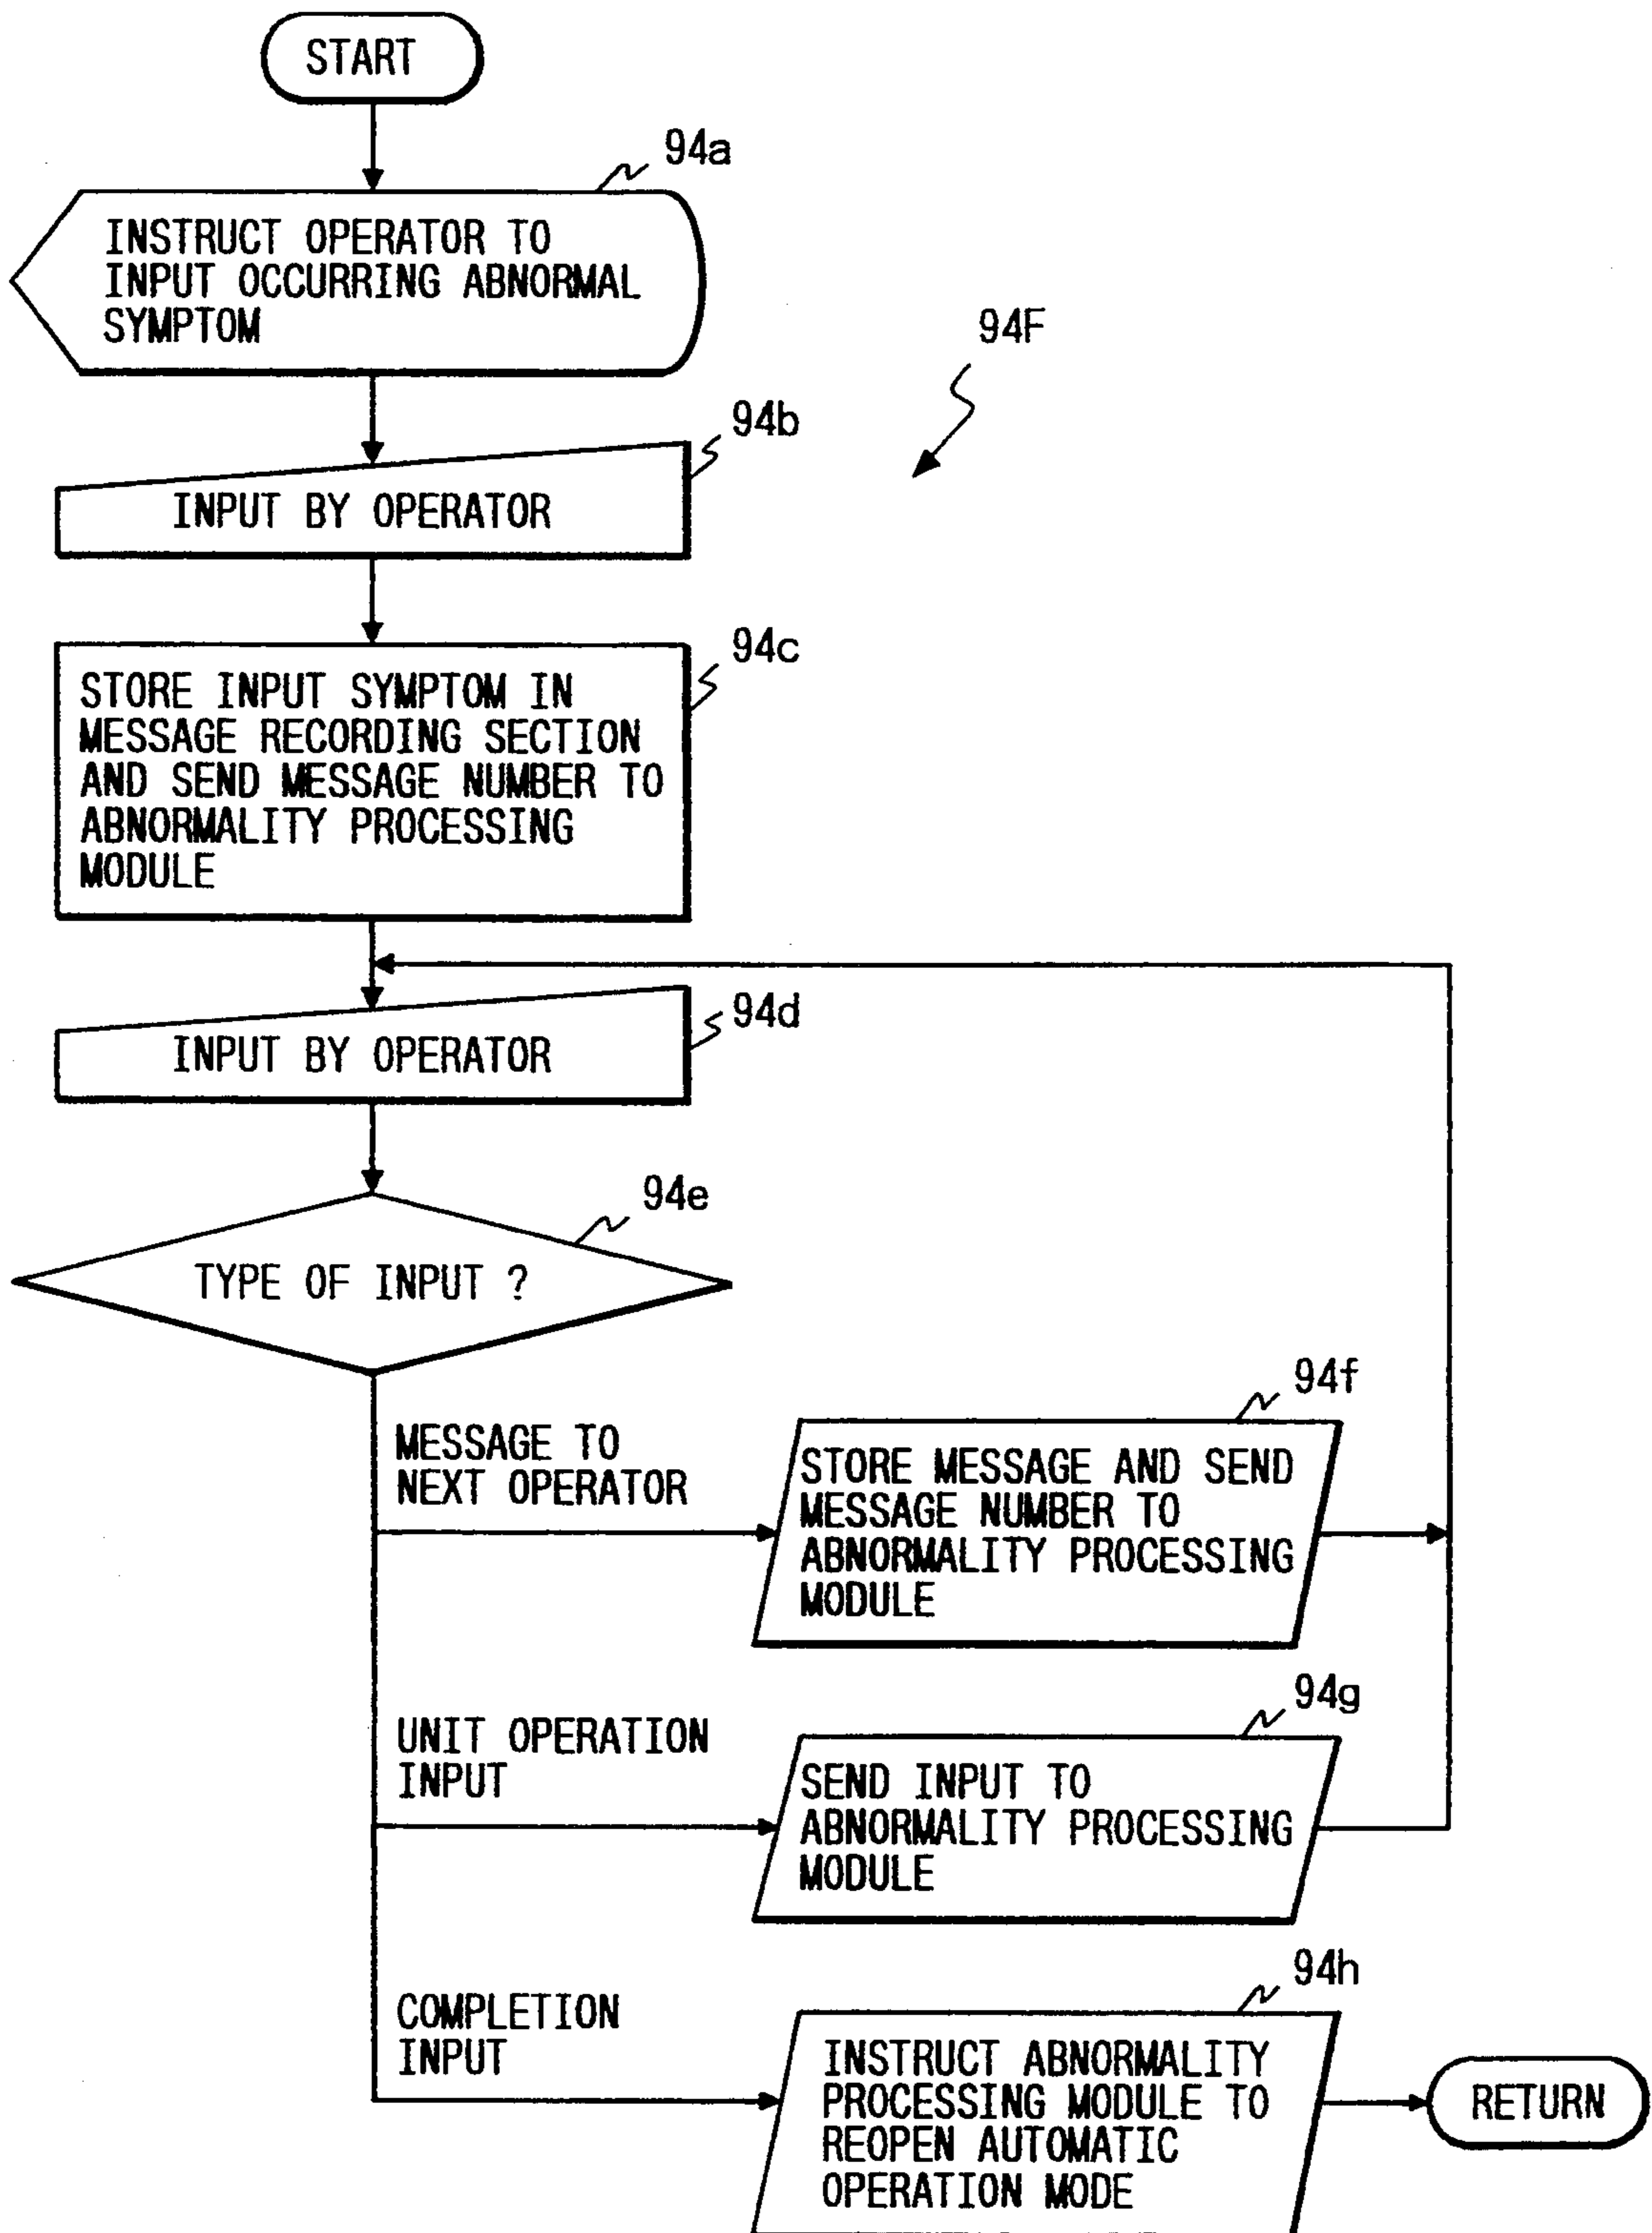 START
94a
INSTRUCT OPERATOR TO
INPUT OCCURRING ABNORMAL
SYMPTOM
94F
94b
INPUT BY OPERATOR
94c
STORE INPUT SYMPTOM IN
MESSAGE RECORDING SECTION
AND SEND MESSAGE NUMBER TO
ABNORMALITY PROCESSING
MODULE
94d
INPUT BY OPERATOR
94e
TYPE OF INPUT ?
MESSAGE TO
NEXT OPERATOR
94f
STORE MESSAGE AND SEND
MESSAGE NUMBER TO
ABNORMALITY PROCESSING
MODULE
UNIT OPERATION
INPUT
94g
SEND INPUT TO
ABNORMALITY PROCESSING
MODULE
COMPLETION
INPUT
94h
INSTRUCT ABNORMALITY
PROCESSING MODULE TO
REOPEN AUTOMATIC
OPERATION MODE
RETURN